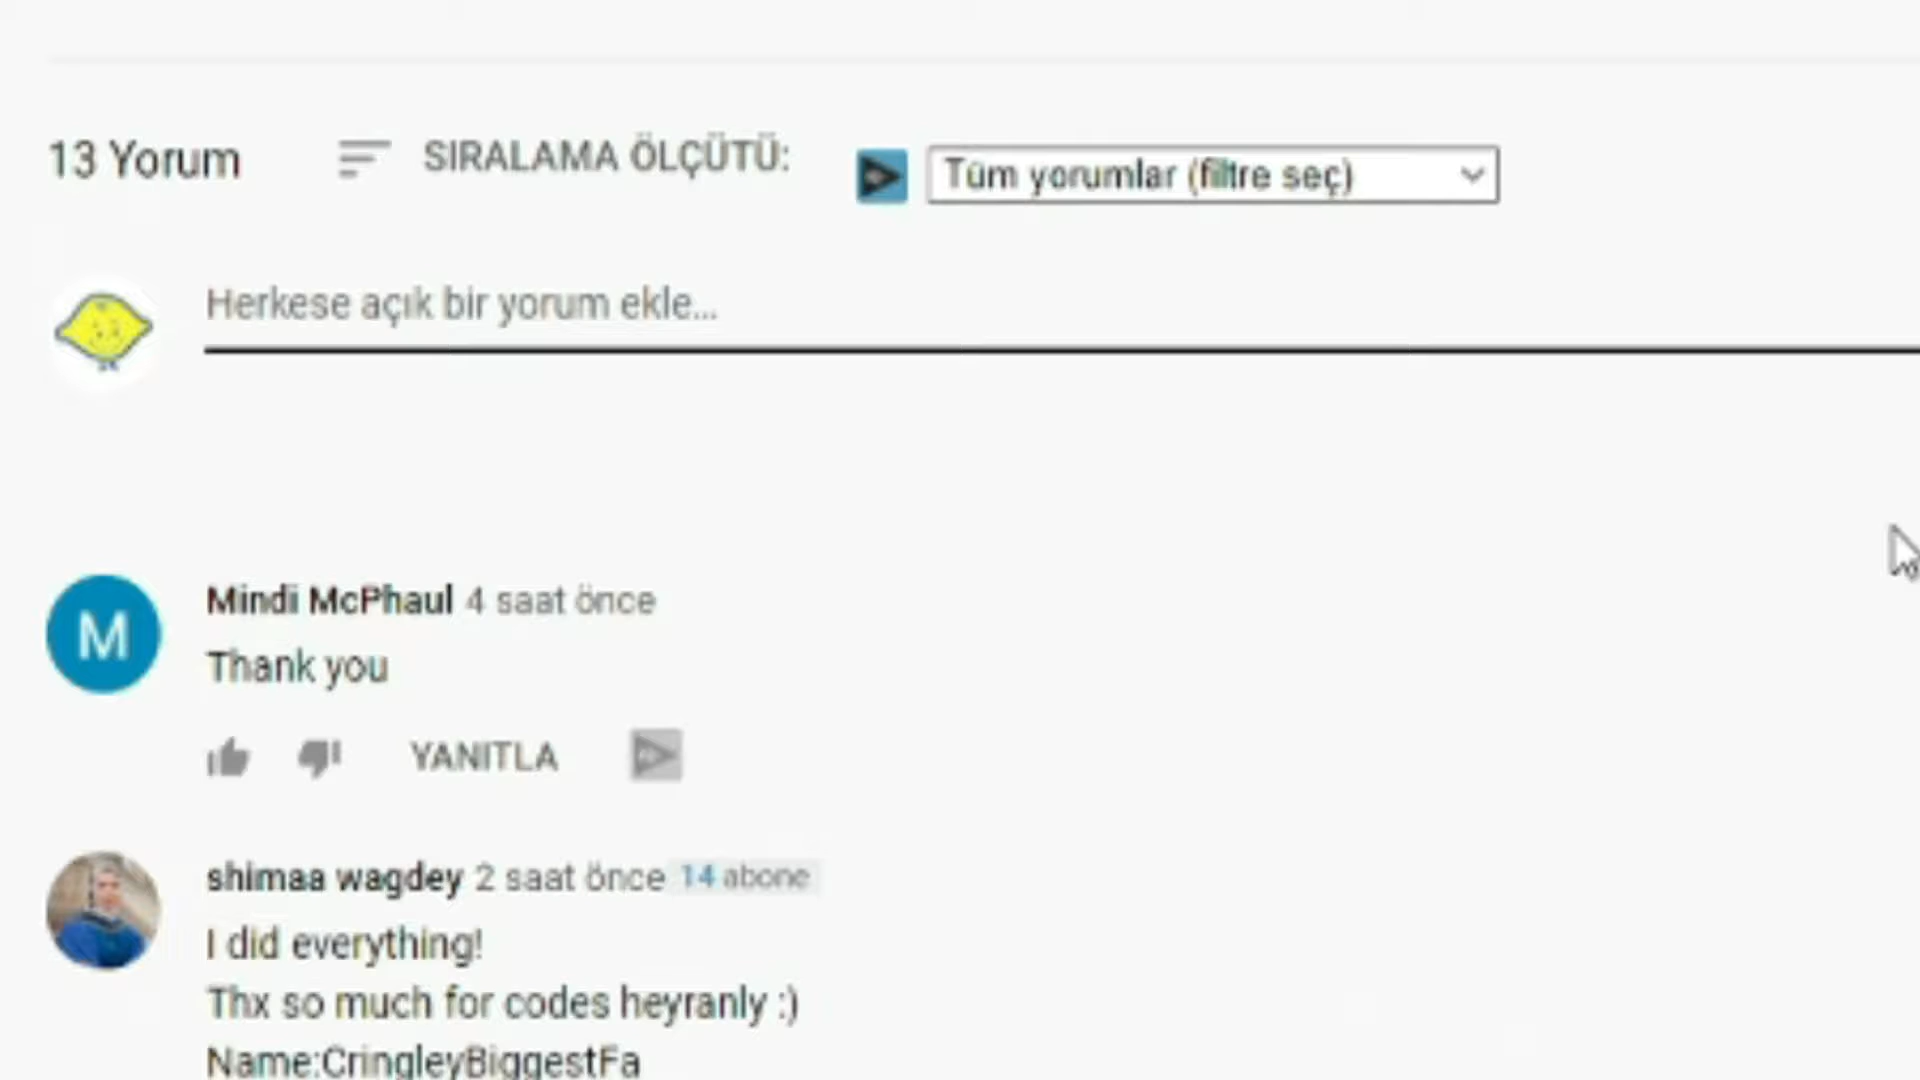 13 Yorum
SIRALAMA ÖLÇÜTÜ:
Tüm yorumlar (filtre seç)
Herkese açık bir yorum ekle...
M
Mindi McPhaul 4 saat önce
Thank you
YANITLA
shimaa wagdey 2 saat önce 14 abone
I did everything!
Thx so much for codes heyranly :)
Name:CringleyBiggestFa